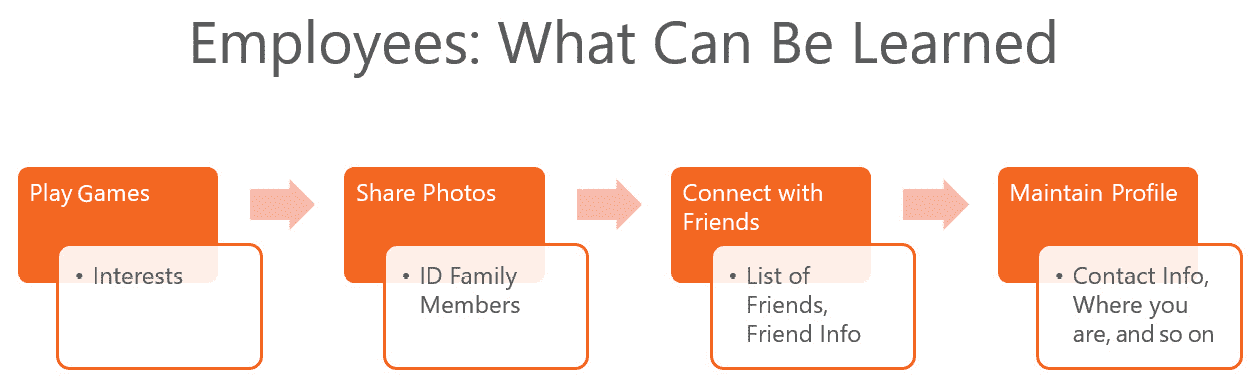 Employees: What Can Be Learned
Play Games
• Interests
Share Photos
• ID Family
Members
Connect with
Friends
• List of
Friends,
Friend Info
Maintain Profile
• Contact Info,
Where you
are, and so on